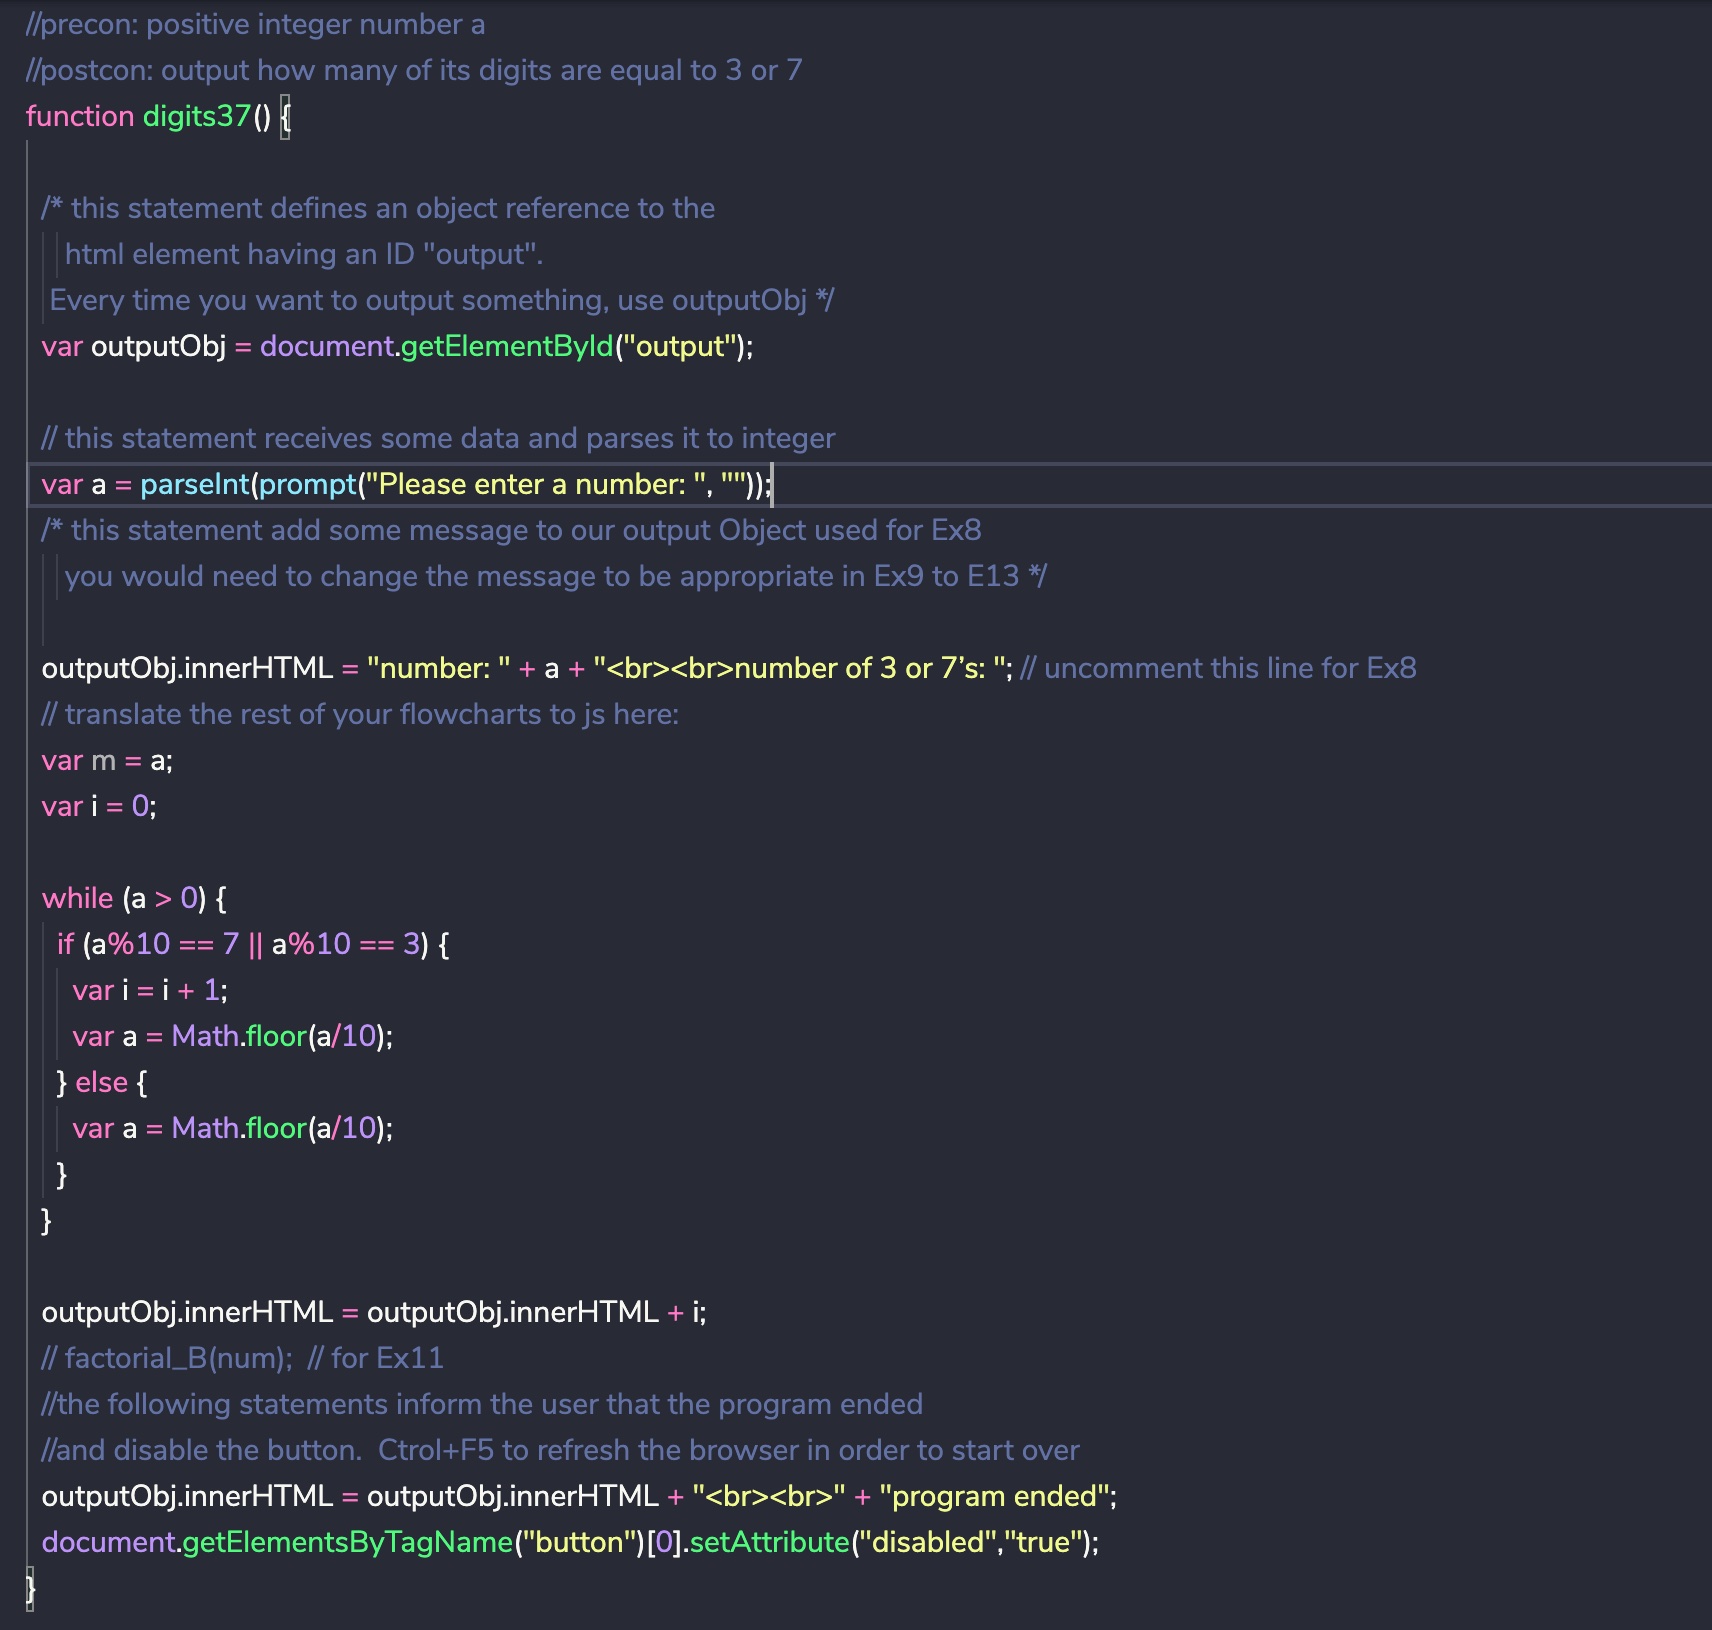 //precon: positive integer number a
//postcon: output how many of its digits are equal to 3 or 7
function digits37() {
/* this statement defines an object reference to the
html element having an ID "output".
Every time you want to output something, use outputObj */
var outputObj = document.getElementById("output");
// this statement receives some data and parses it to integer
var a = parseInt(prompt("Please enter a number: ", ""));
/* this statement add some message to our output Object used for Ex8
you would need to change the message to be appropriate in Ex9 to E13 */
outputObj.innerHTML = "number: " + a + "<br><br>number of 3 or 7’s: "; // uncomment this line for Ex8
// translate the rest of your flowcharts to js here:
var m = a;
var i = 0;
while (a > 0) {
if (a%10 == 7 || a%10 == 3) {
var i = i + 1;
var a = Math.floor(a/10);
} else {
var a = Math.floor(a/10);
}
}
outputObj.innerHTML = outputObj.innerHTML + i;
// factorial_B(num);  // for Ex11
//the following statements inform the user that the program ended
//and disable the button.  Ctrol+F5 to refresh the browser in order to start over
outputObj.innerHTML = outputObj.innerHTML + "<br><br>" + "program ended";
document.getElementsByTagName("button")[0].setAttribute("disabled","true");
}